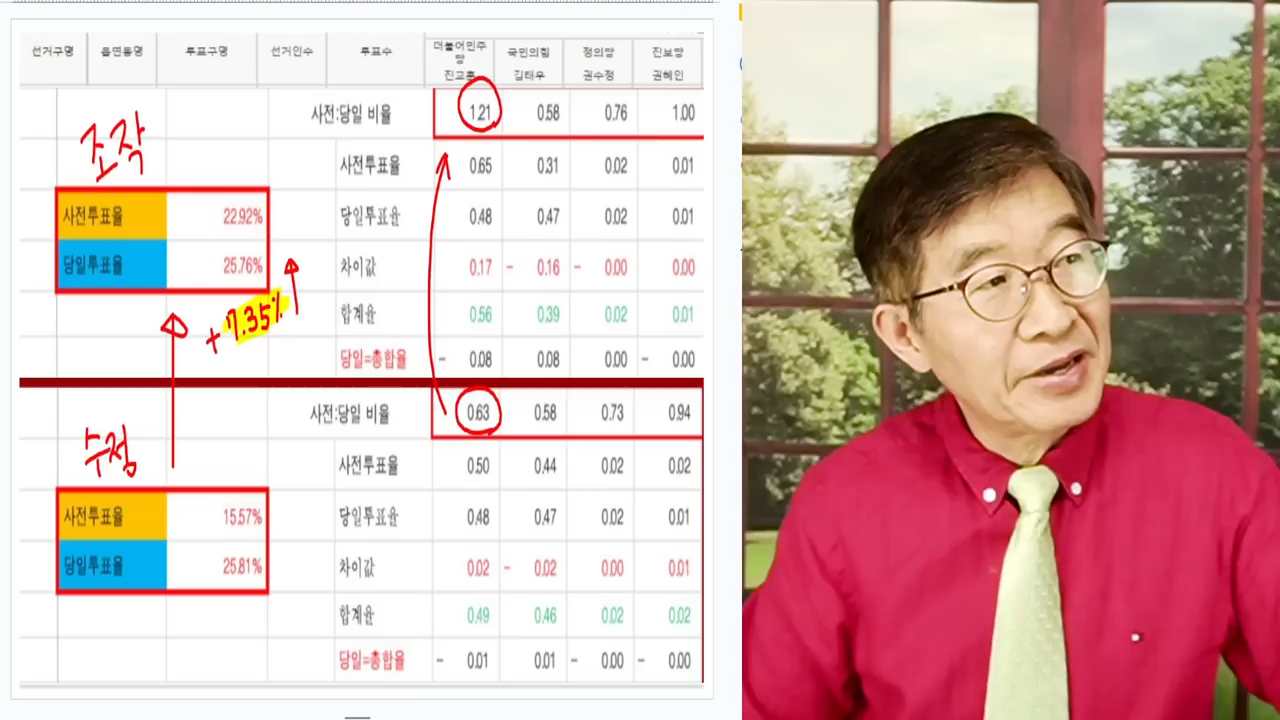 선거구명 읍면동명 투표구명 선거인수 투표수 더불어민주당 진교훈 국민의힘 김태우 정의당 권수정 진보당 권혜인
사전:당일 비율 1.21 0.58 0.76 1.00
조작
사전투표율 0.65 0.31 0.02 0.01
사전투표율 22.92% 당일투표율 0.48 0.47 0.02 0.01
당일투표율 25.76% 차이값 0.17 - 0.16 - 0.00 0.00
+7.35% 합계율 0.56 0.39 0.02 0.01
당일=총합율 - 0.08 0.08 0.00 - 0.00
사전:당일 비율 0.63 0.58 0.73 0.94
수정
사전투표율 0.50 0.44 0.02 0.02
사전투표율 15.57% 당일투표율 0.48 0.47 0.02 0.01
당일투표율 25.81% 차이값 0.02 - 0.02 0.00 0.01
합계율 0.49 0.46 0.02 0.02
당일=총합율 - 0.01 0.01 - 0.00 - 0.00